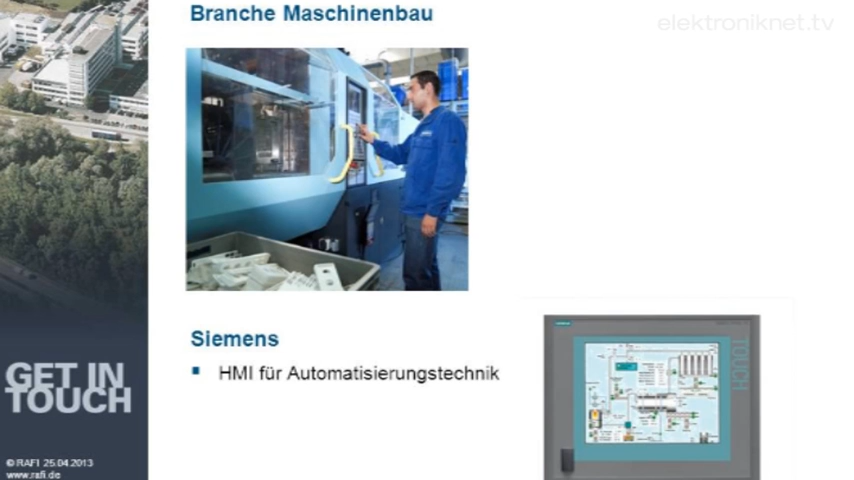 Branche Maschinenbau
elektroniknet.tv
Siemens
HMI für Automatisierungstechnik
TOUCH
GET IN
TOUCH
© RAFI 25.04.2013
www.rafi.de